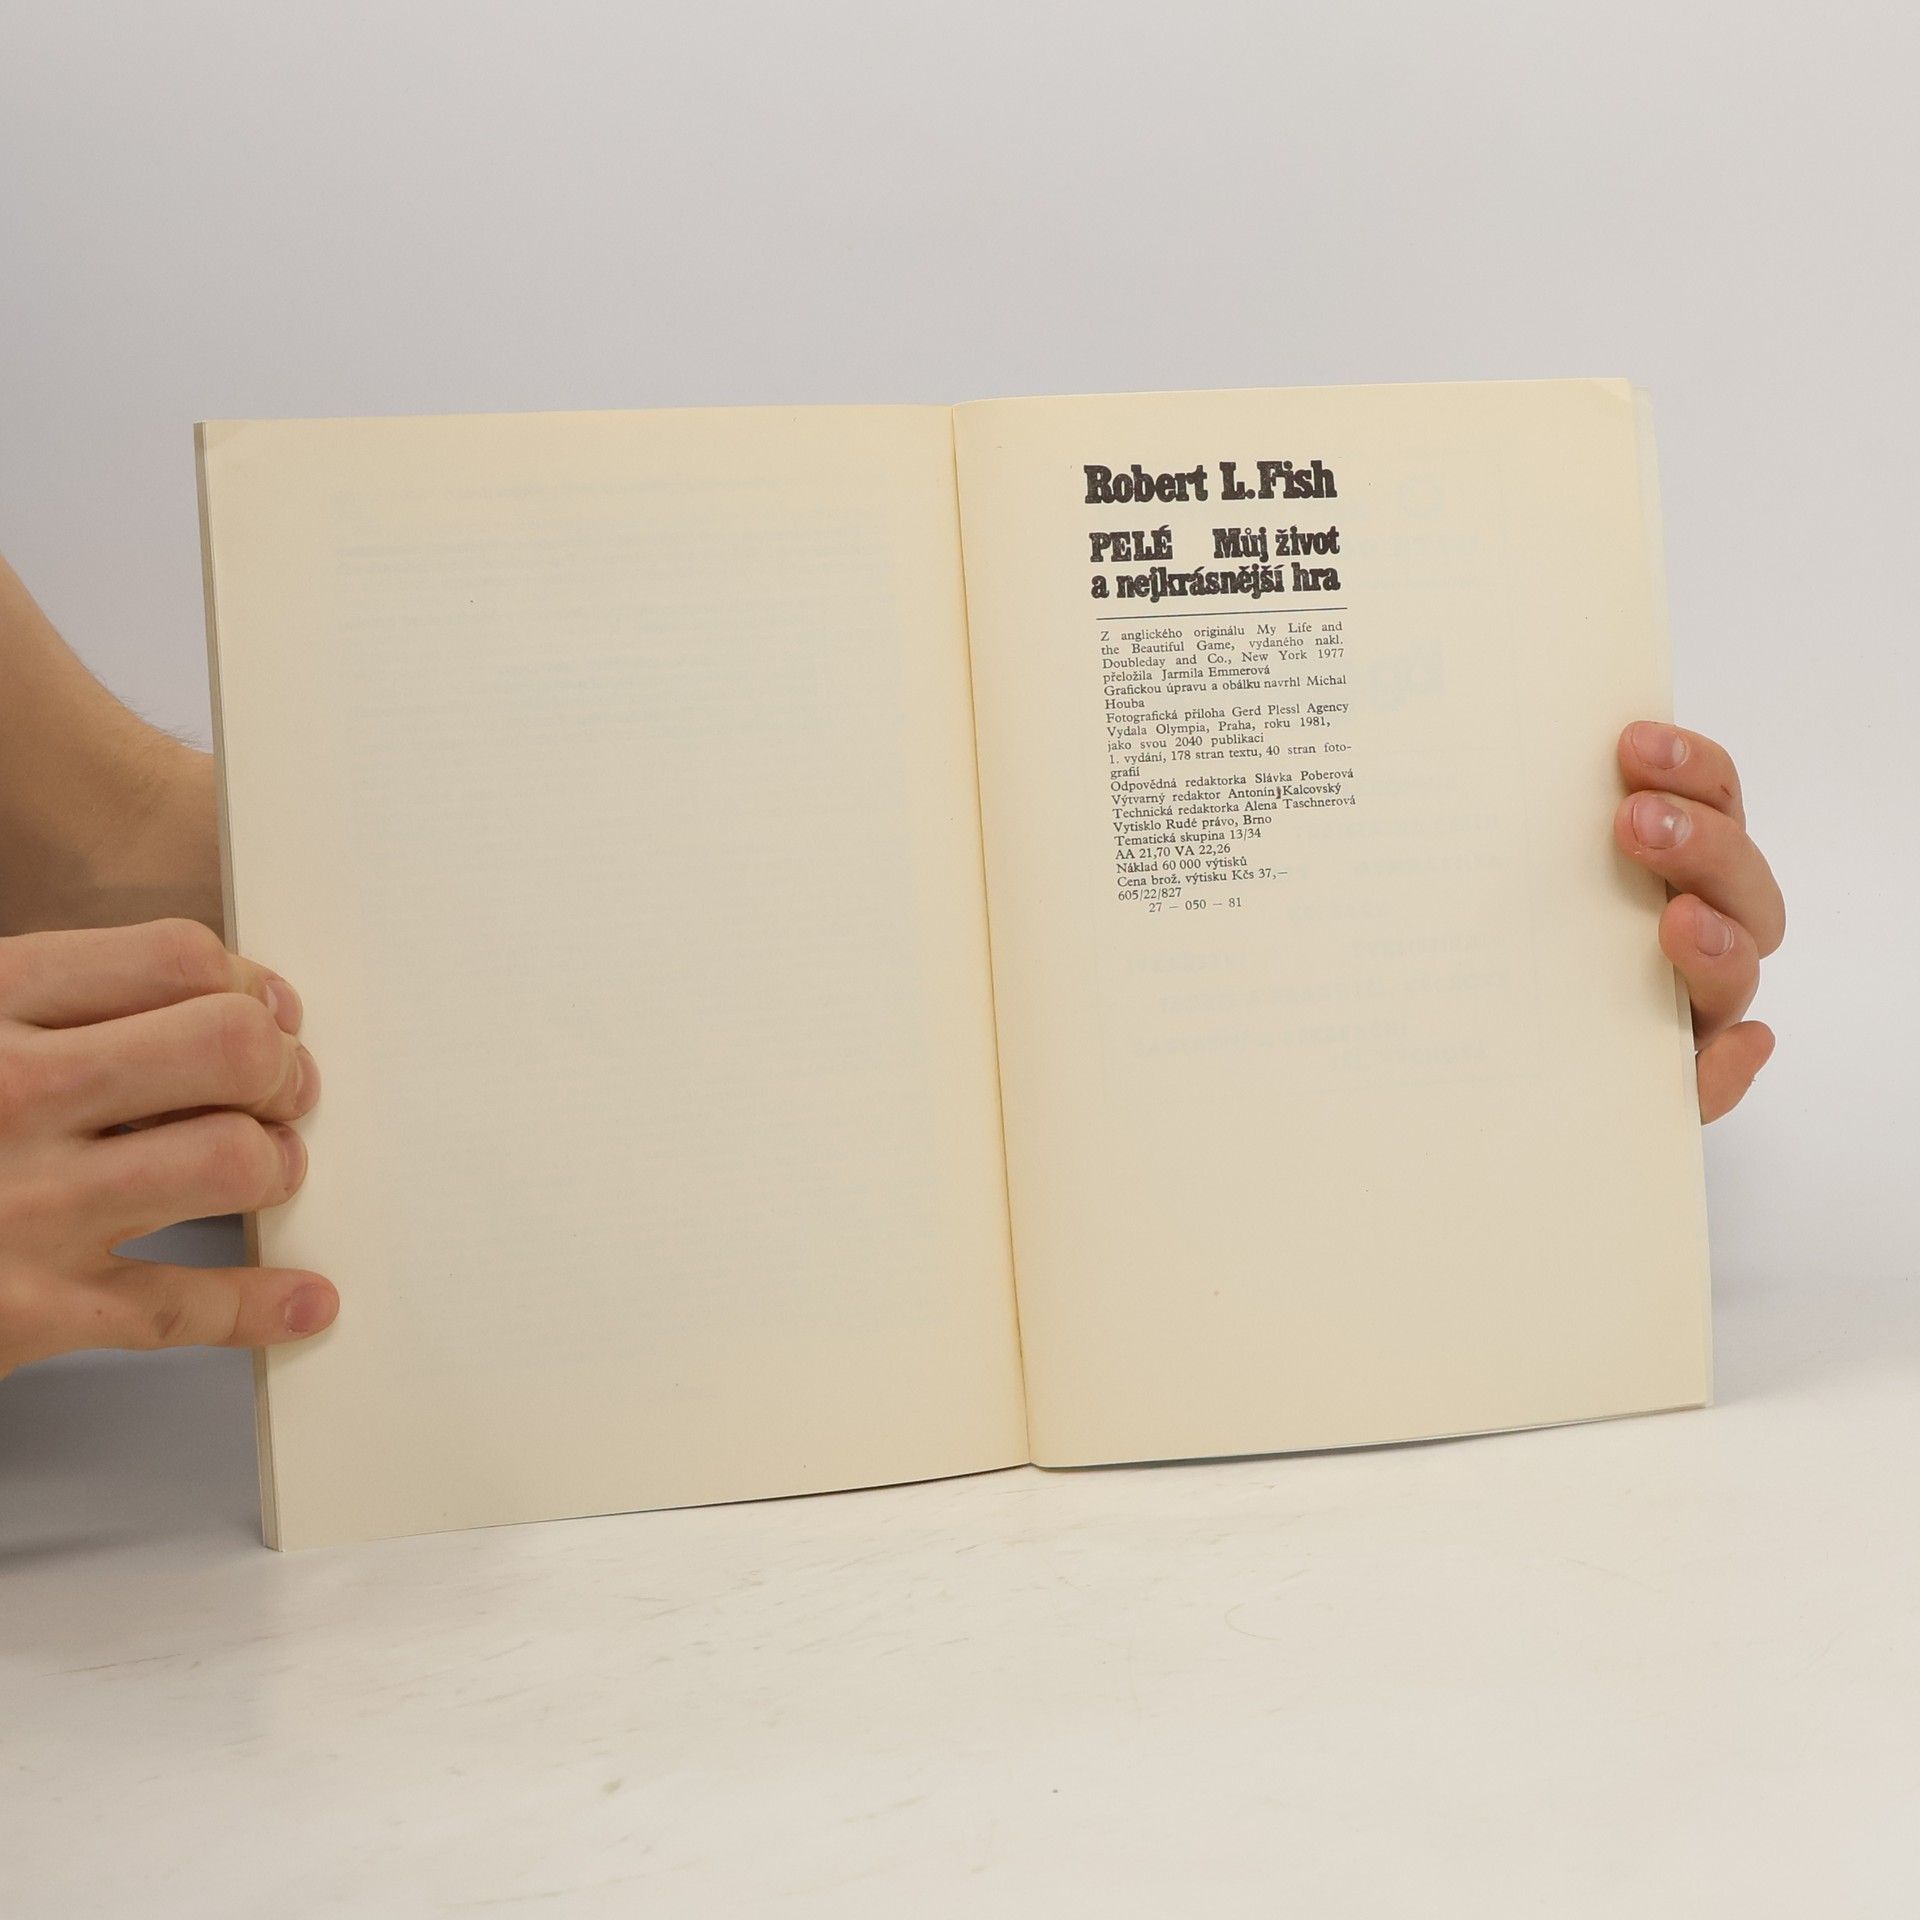 Robert L. Fish
PELÉ Můj život
a nejkrásnější hra
Z anglického originálu My Life and
the Beautiful Game, vydaného nakl.
Doubleday and Co., New York 1977
přeložila Jarmila Emmerová
Grafickou úpravu a obálku navrhl Michal
Houba
Fotografická příloha Gerd Plessl Agency
Vydala Olympia, Praha, roku 1981,
jako svou 2040 publikaci
1. vydání, 178 stran textu, 40 stran foto-
grafií
Odpovědná redaktorka Slávka Poberová
Výtvarný redaktor Antonín Kalcovský
Technická redaktorka Alena Taschnerová
Vytisklo Rudé právo, Brno
Tematická skupina 13/34
AA 21,70 VA 22,26
Náklad 60 000 výtisků
Cena brož. výtisku Kčs 37,—
605/22/827
27 — 050 — 81